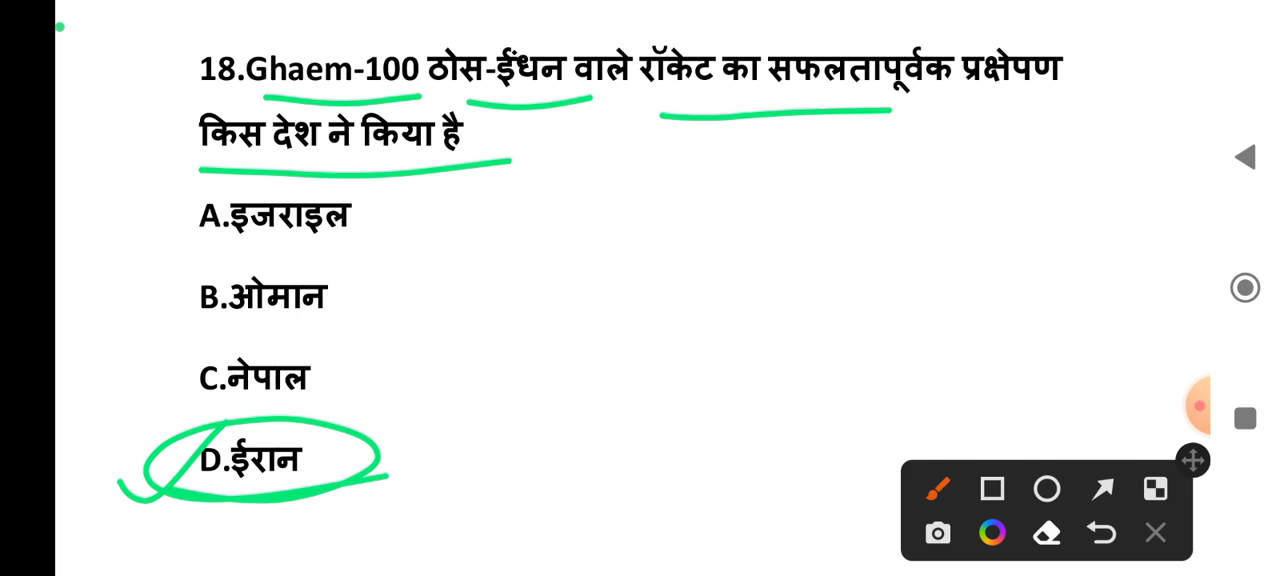 18.Ghaem-100 ठोस-ईंधन वाले रॉकेट का सफलतापूर्वक प्रक्षेपण
किस देश ने किया है
A.इजराइल
B.ओमान
C.नेपाल
D.ईरान